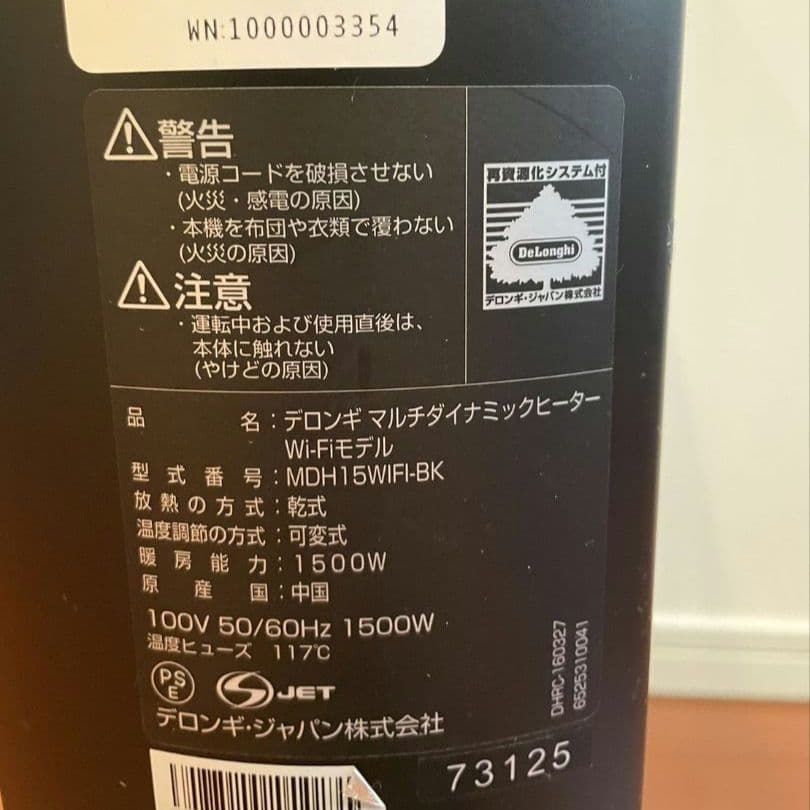 WN:1000003354
警告
・電源コードを破損させない
(火災・感電の原因)
・本機を布団や衣類で覆わない
(火災の原因)
注意
・運転中および使用直後は、
本体に触れない
(やけどの原因)
再資源化システム付
DeLonghi
デロンギ・ジャパン株式会社
品名：デロンギ マルチダイナミックヒーター
Wi-Fiモデル
型式番号：MDH15WIFI-BK
放熱の方式：乾式
温度調節の方式：可変式
暖房能力：1500W
原産国：中国
100V 50/60Hz 1500W
温度ヒューズ 117℃
PSE
S JET
デロンギ・ジャパン株式会社
DHRC-160327
6525310041
73125